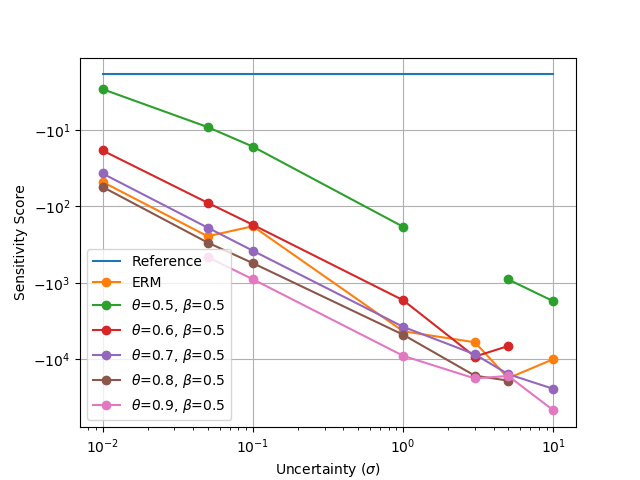 Sensitivity Score
−10¹
−10²
−10³
−10⁴
Reference
ERM
θ=0.5, β=0.5
θ=0.6, β=0.5
θ=0.7, β=0.5
θ=0.8, β=0.5
θ=0.9, β=0.5
10⁻² 10⁻¹ 10⁰ 10¹
Uncertainty (σ)